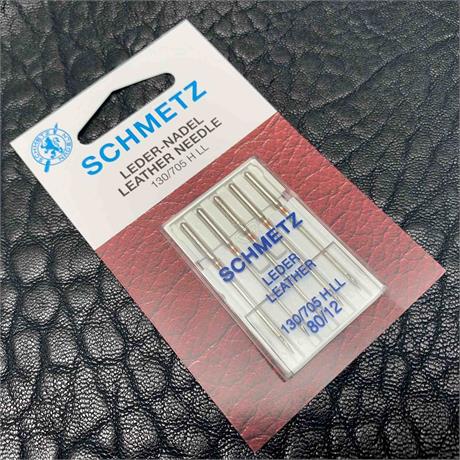 SCHMETZ
LEDER-NADEL
LEATHER NEEDLE
130/705 H LL
SCHMETZ
LEDER
LEATHER
130/705 H LL
80/12